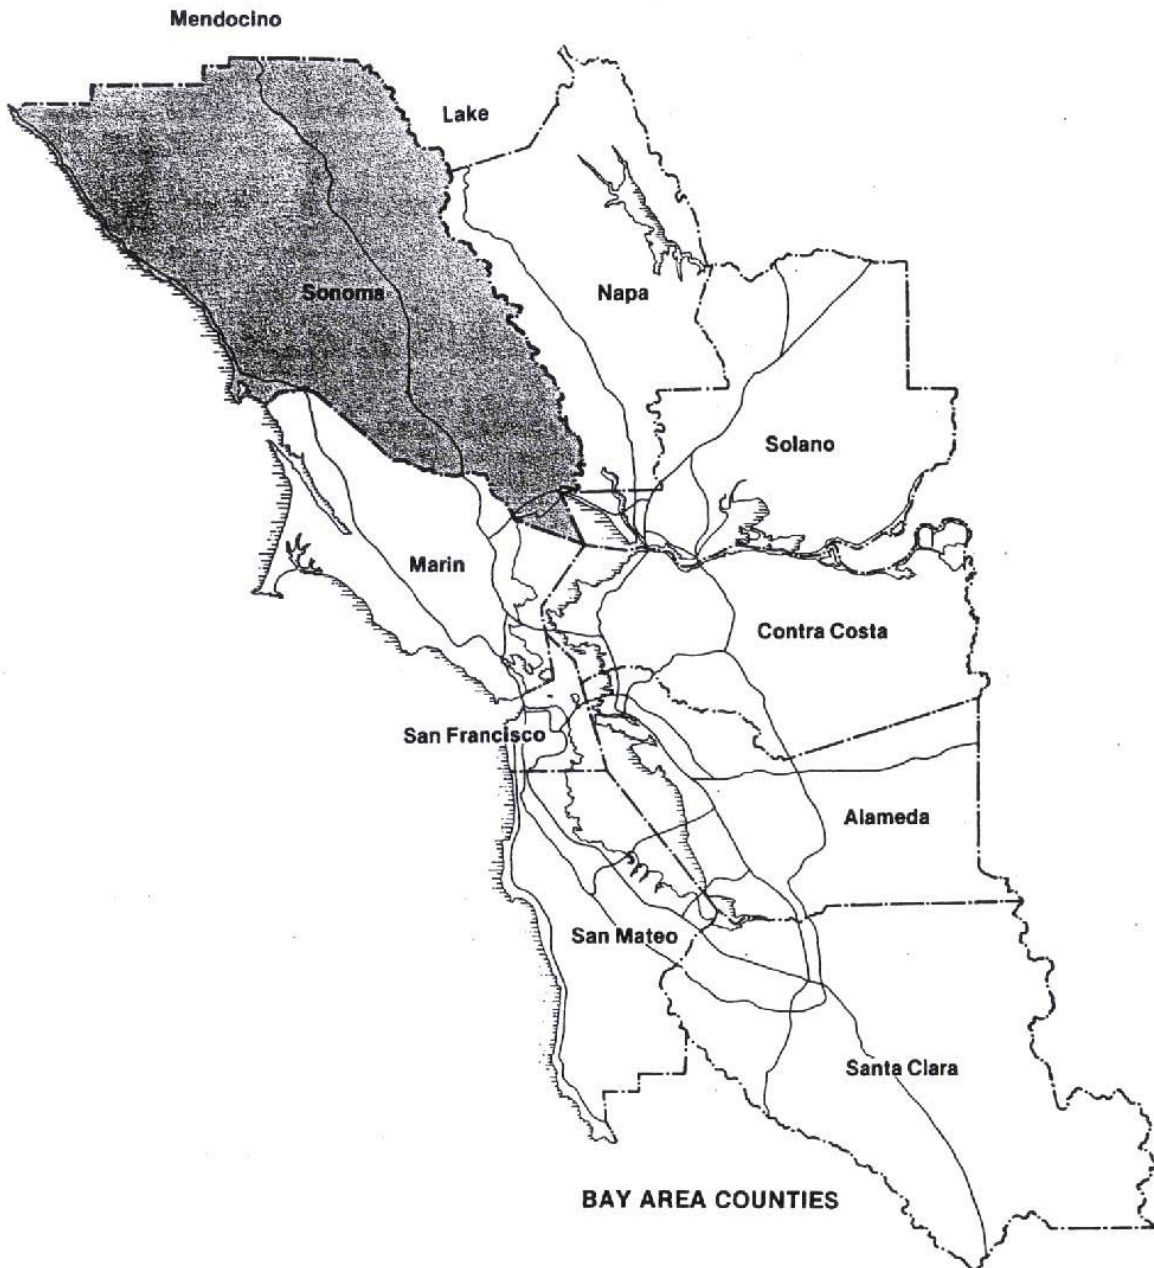 Mendocino
Lake
Sonoma
Napa
Solano
Marin
Contra Costa
San Francisco
Alameda
San Mateo
Santa Clara
BAY AREA COUNTIES